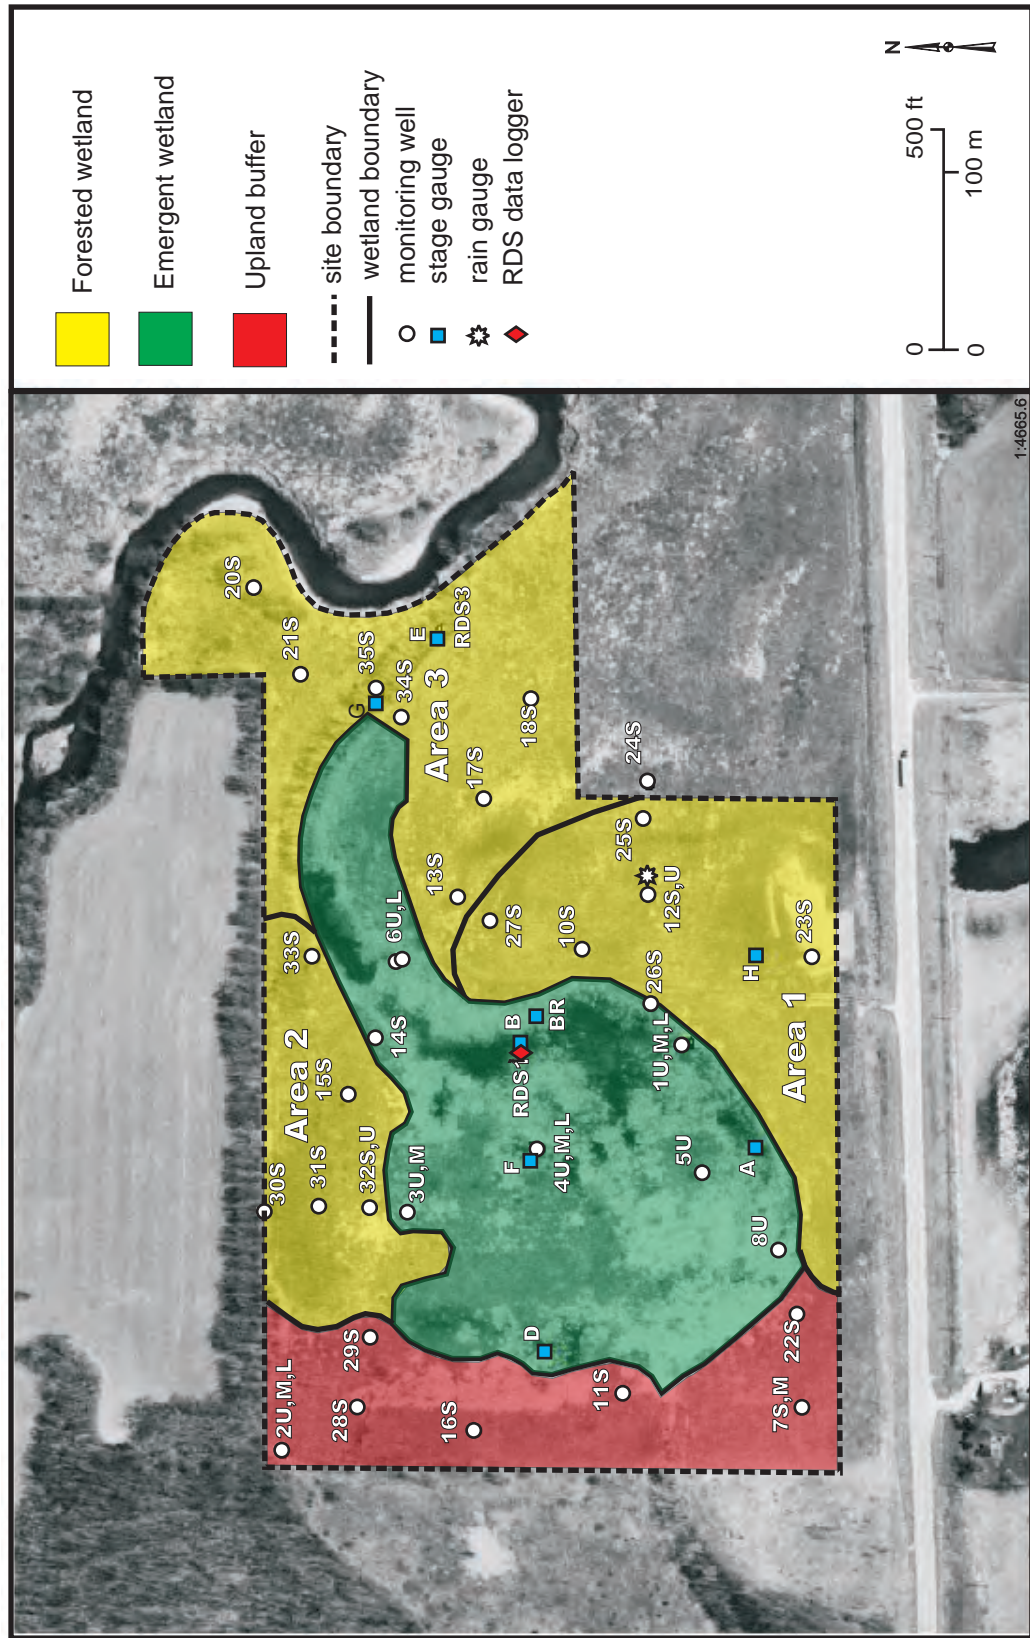 Forested wetland
Emergent wetland
Upland buffer
site boundary
wetland boundary
monitoring well
stage gauge
rain gauge
RDS data logger
N
0
500 ft
0
100 m
1:4665.6
20S
21S
35S
G
34S
E
RDS3
Area 3
18S
17S
13S
24S
25S
12S,U
27S
10S
23S
H
Area 1
26S
1U,M,L
33S
6U,L
14S
Area 2
15S
30S
31S
32S,U
3U,M
B
BR
RDS1
F
4U,M,L
5U
A
8U
D
2U,M,L
29S
28S
16S
11S
22S
7S,M